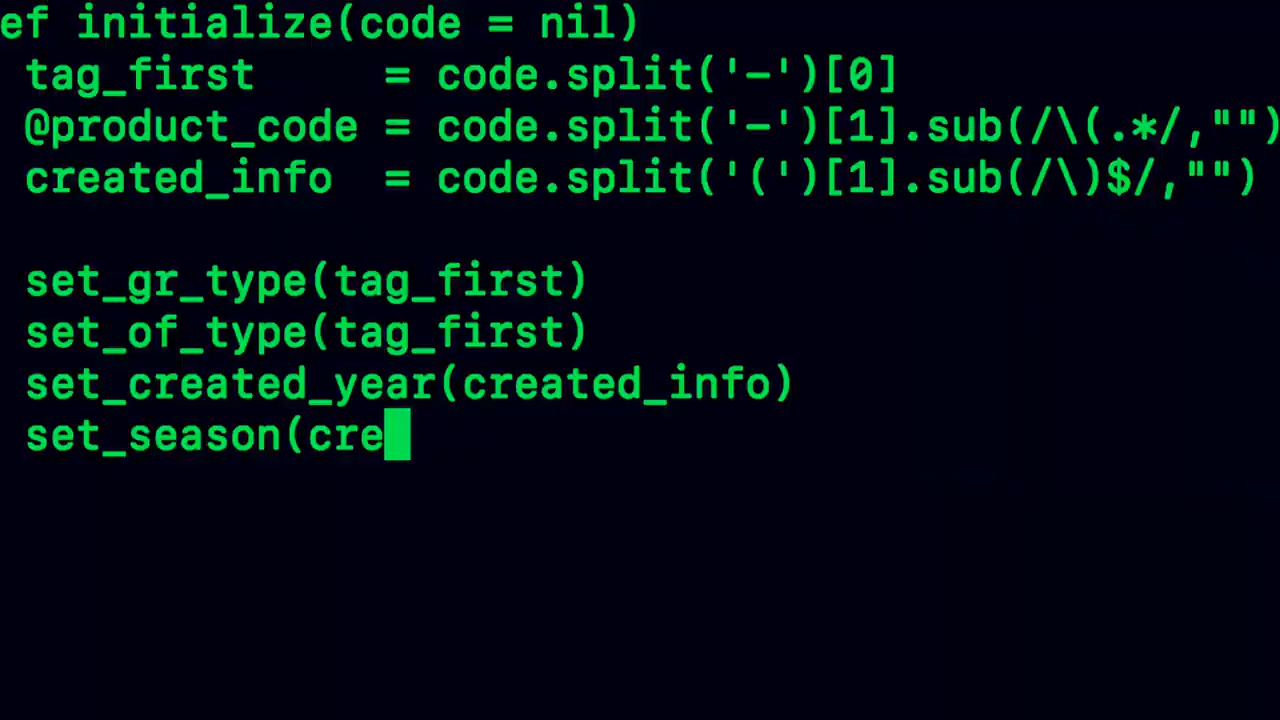 ef initialize(code = nil)
tag_first     = code.split('-')[0]
@product_code = code.split('-')[1].sub(/\(.*/,"")
created_info  = code.split('(')[1].sub(/\)$/,"")
set_gr_type(tag_first)
set_of_type(tag_first)
set_created_year(created_info)
set_season(cre